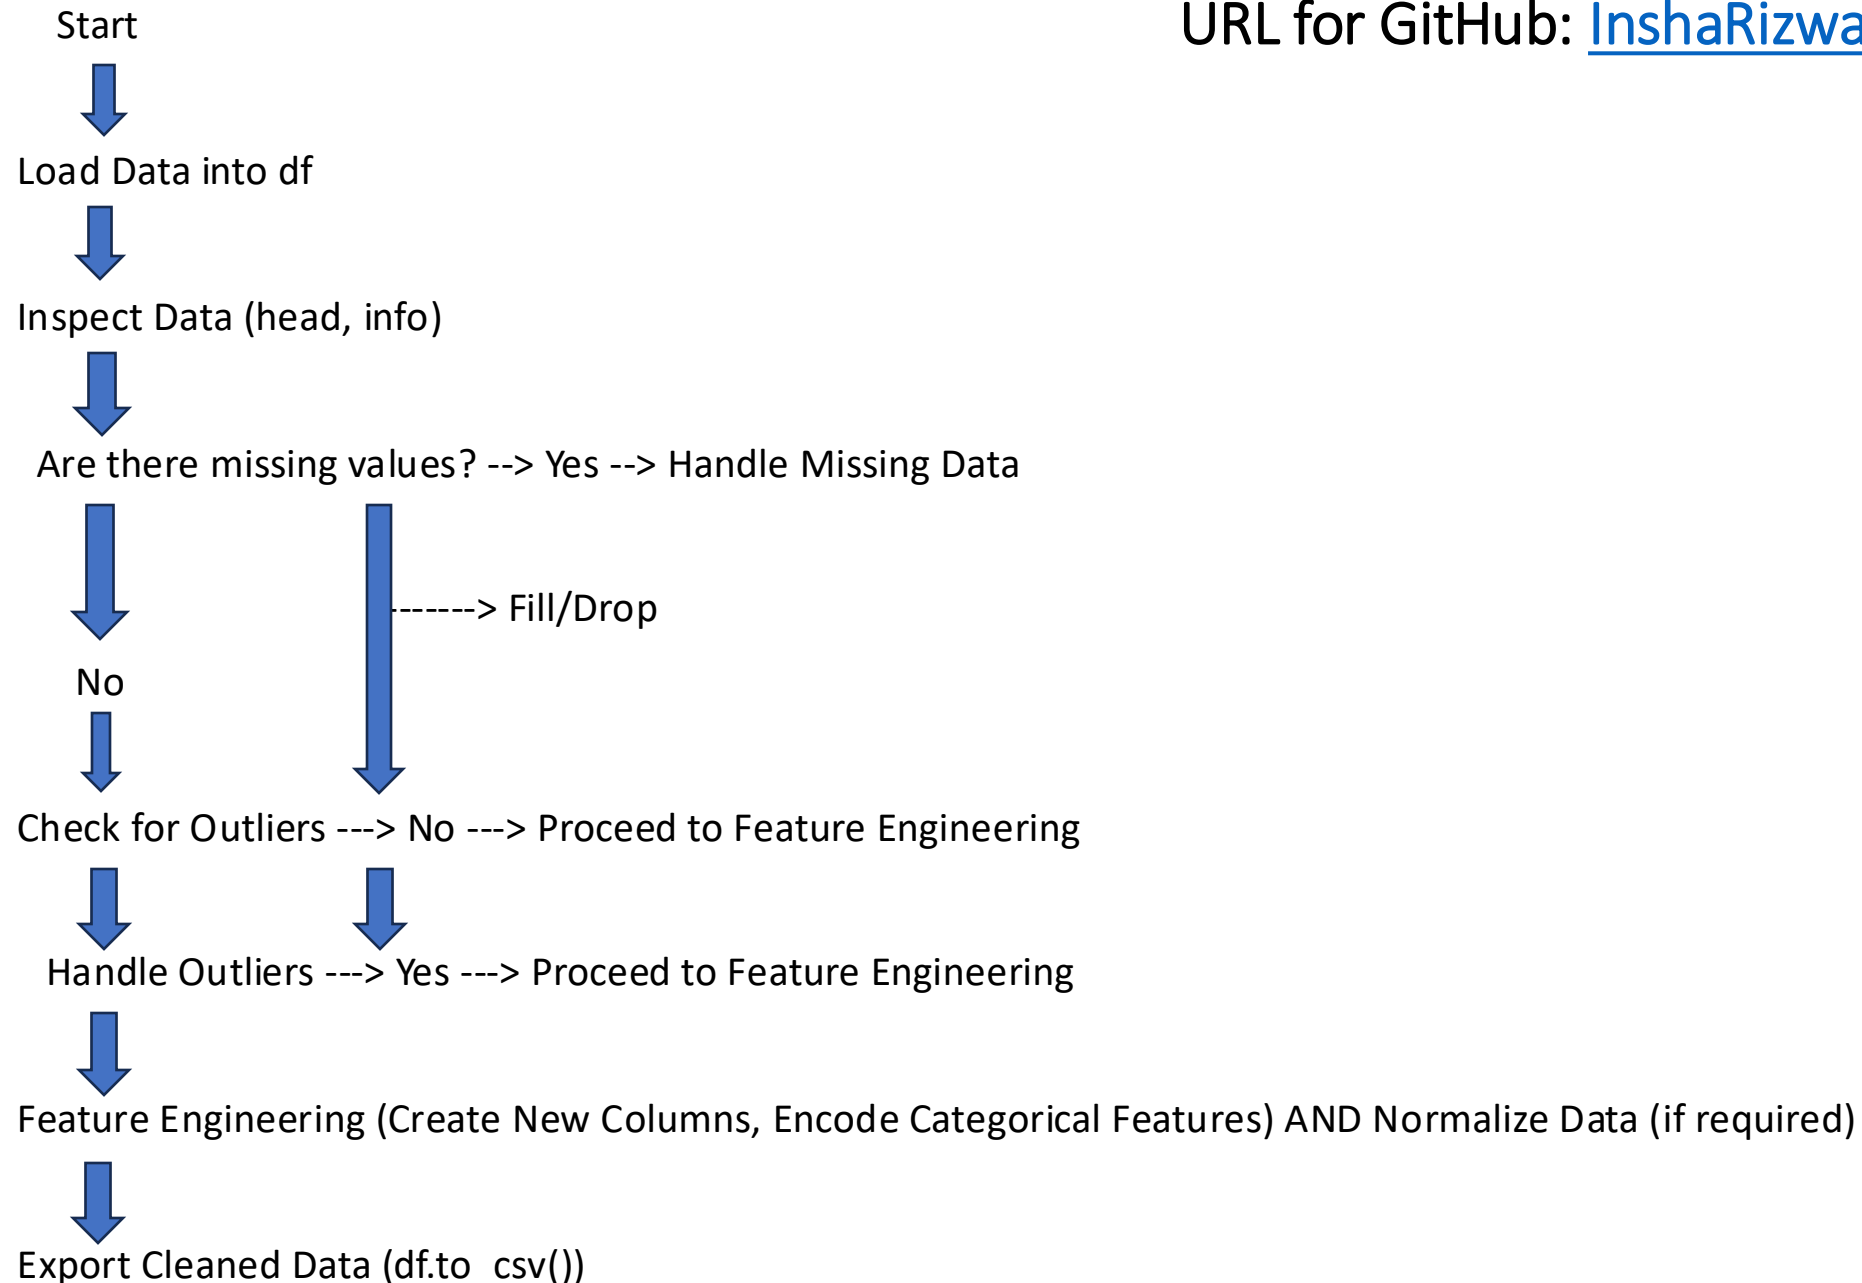 Start
URL for GitHub: InshaRizwa
Load Data into df
Inspect Data (head, info)
Are there missing values? --> Yes --> Handle Missing Data
-------> Fill/Drop
No
Check for Outliers ---> No ---> Proceed to Feature Engineering
Handle Outliers ---> Yes ---> Proceed to Feature Engineering
Feature Engineering (Create New Columns, Encode Categorical Features) AND Normalize Data (if required)
Export Cleaned Data (df.to_csv())